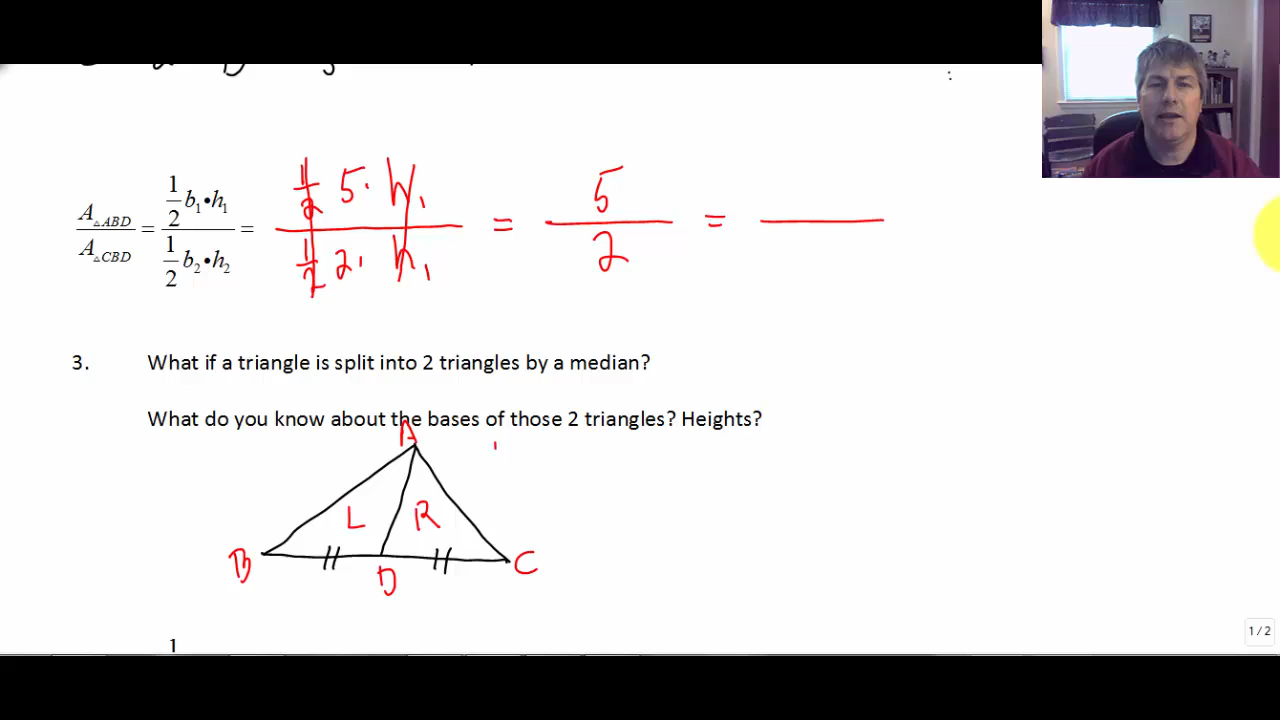 A△ABD / A△CBD = 1/2 b₁•h₁ / 1/2 b₂•h₂ = 1/2 5· h₁ / 1/2 2· h₁ = 5/2 =
3. What if a triangle is split into 2 triangles by a median?
What do you know about the bases of those 2 triangles? Heights?
A
L R
B D C
1 / 2
1